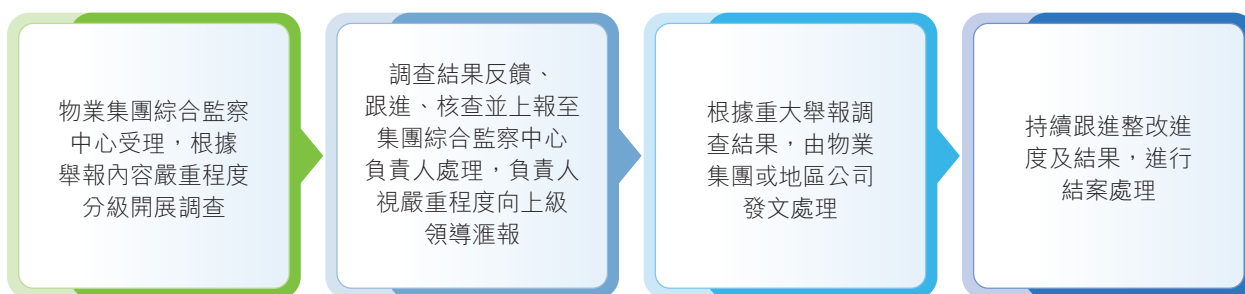 物業集團綜合監察
中心受理，根據
舉報內容嚴重程度
分級開展調查
調查結果反饋、
跟進、核查並上報至
集團綜合監察中心
負責人處理，負責人
視嚴重程度向上級
領導滙報
根據重大舉報調
查結果，由物業
集團或地區公司
發文處理
持續跟進整改進
度及結果，進行
結案處理